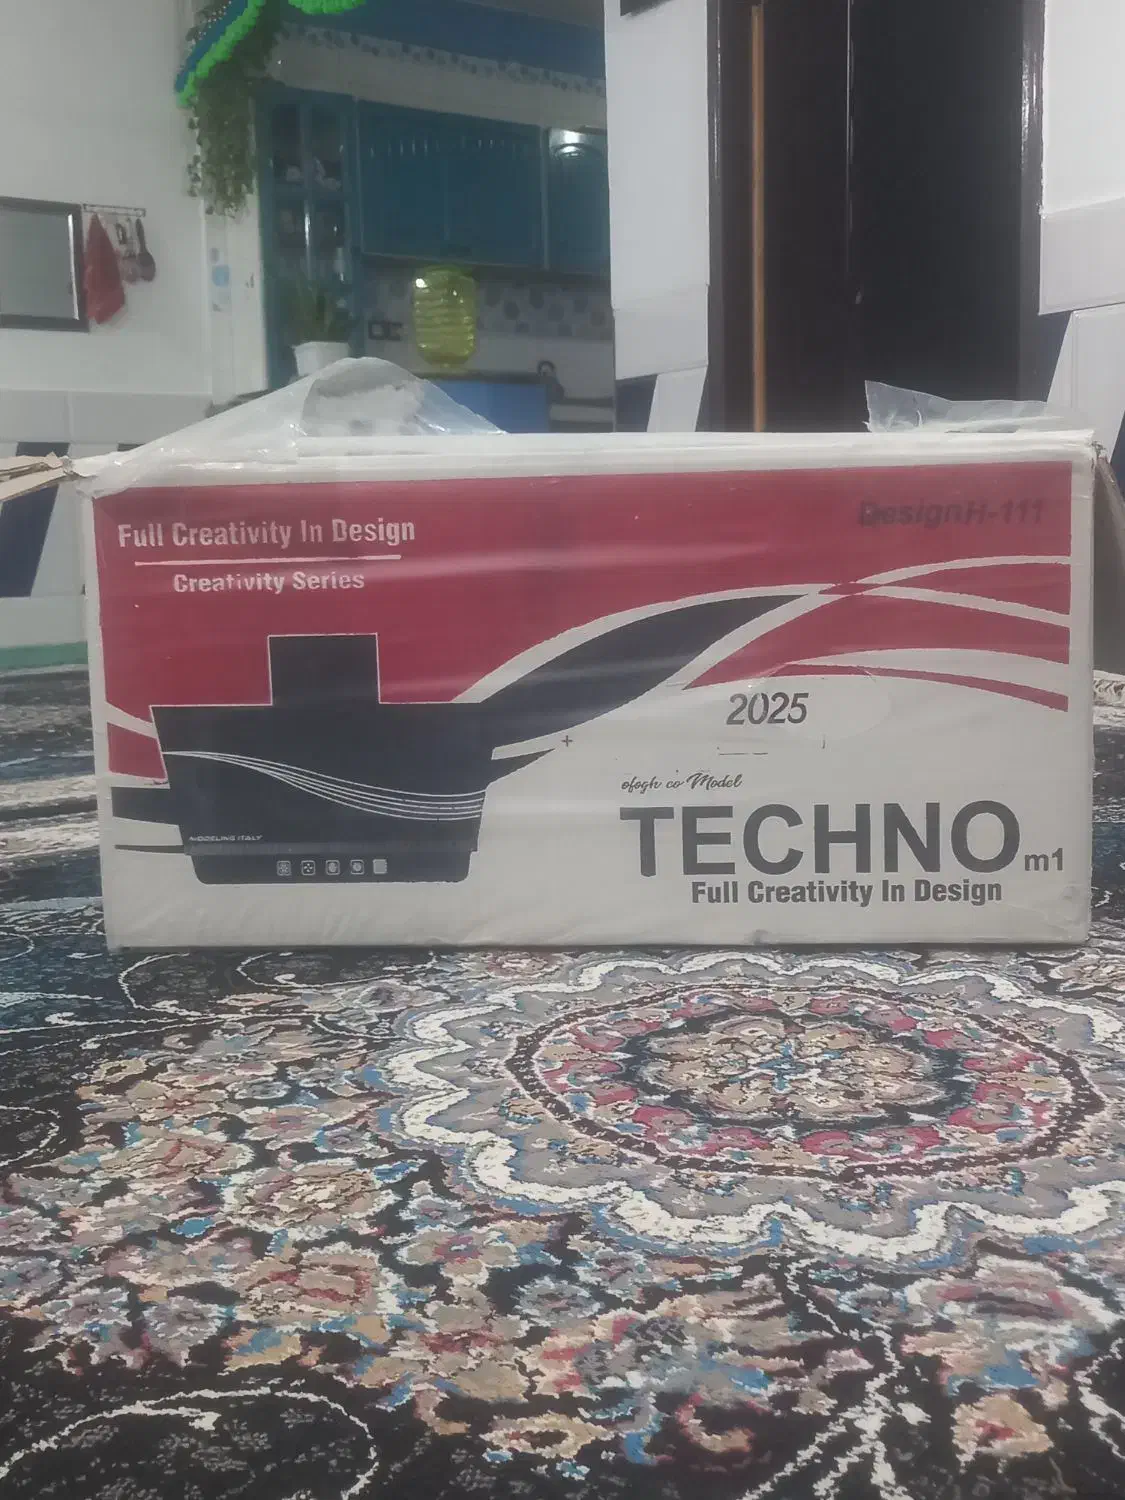 Full Creativity In Design
Creativity Series
DesignH-111
2025
ofogh co Model
TECHNO m1
Full Creativity In Design
MODELING ITALY